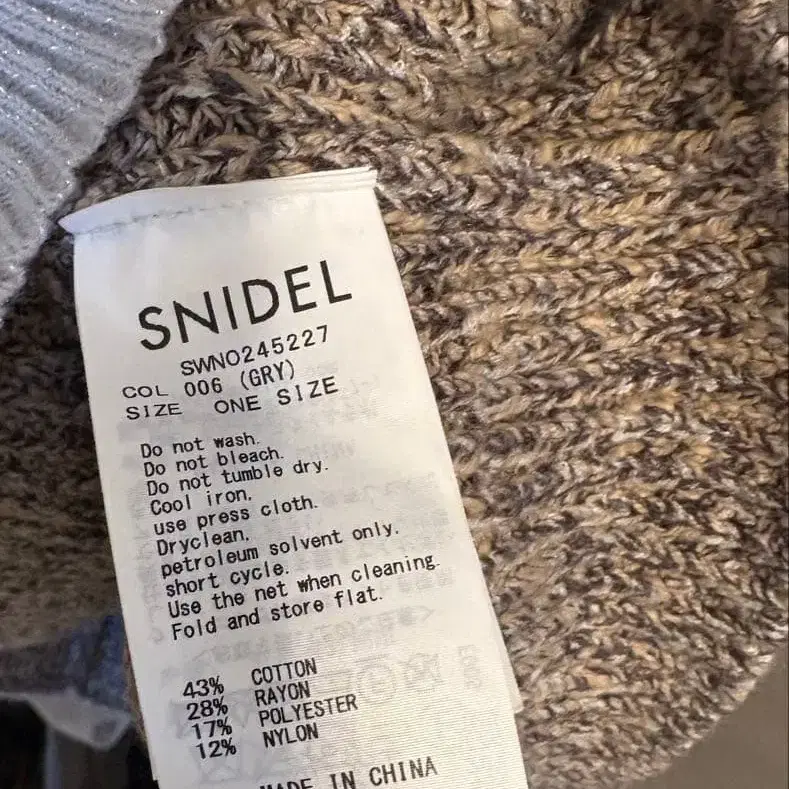 SNIDEL
SWNO245227
COL 006 (GRY)
SIZE ONE SIZE
Do not wash.
Do not bleach.
Do not tumble dry.
Cool iron,
use press cloth.
Dryclean,
petroleum solvent only.
short cycle.
Use the net when cleaning.
Fold and store flat.
43% COTTON
28% RAYON
17% POLYESTER
12% NYLON
MADE IN CHINA